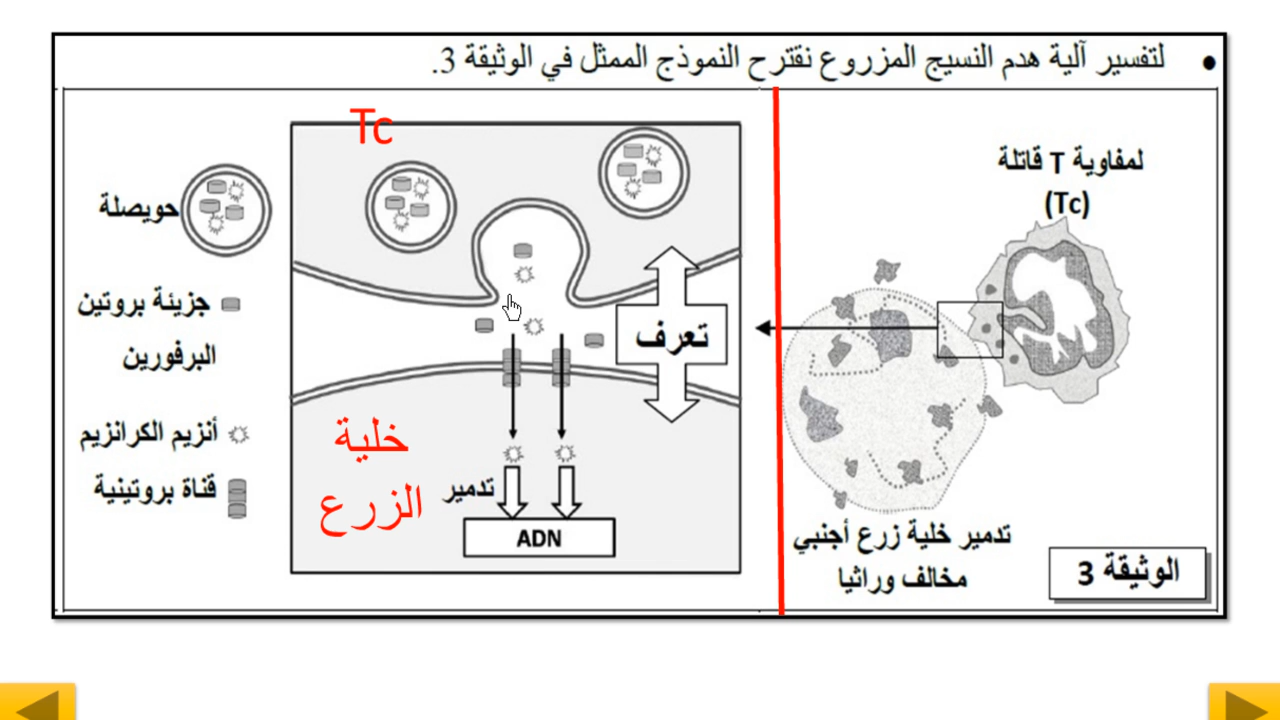 • لتفسير آلية هدم النسيج المزروع نقترح النموذج الممثل في الوثيقة 3.
لمفاوية T قاتلة
(Tc)
تدمير خلية زرع أجنبي
مخالف وراثيا
الوثيقة 3
Tc
تعرف
خلية
الزرع
تدمير
ADN
حويصلة
جزيئة بروتين
البرفورين
أنزيم الكرانزيم
قناة بروتينية